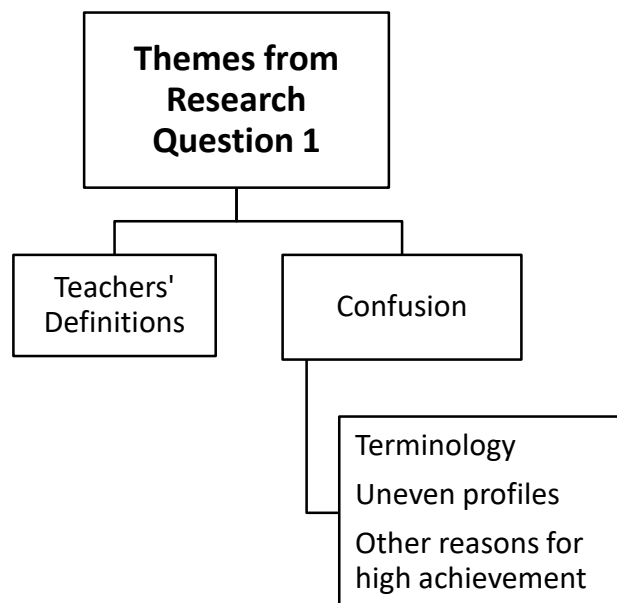 Themes from
Research
Question 1
Teachers'
Definitions
Confusion
Terminology
Uneven profiles
Other reasons for
high achievement